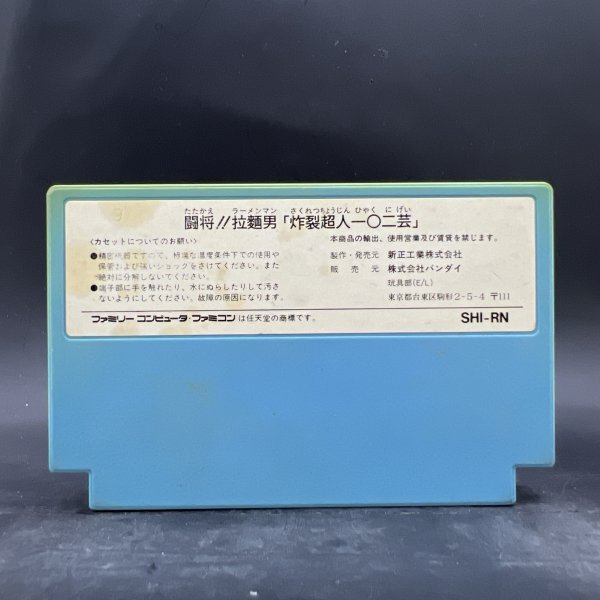 たたかえ ラーメンマン さくれつちょうじん ひゃく に げい
闘将!!拉麵男「炸裂超人一〇二芸」
〈カセットについてのお願い〉
●精密機器ですので、極端な温度条件下での使用や
保管および強いショックをさけてください。また
絶対に分解しないでください。
●端子部に手を触れたり、水にぬらしたりして汚さ
ないようにしてください。故障の原因になります。
本商品の輸出、使用営業及び賃貸を禁じます。
製作・発売元 新正工業株式会社
販売元 株式会社バンダイ
玩具部(E/L)
東京都台東区駒形2-5-4 〒111
ファミリーコンピュータ・ファミコンは任天堂の商標です。
SHI-RN